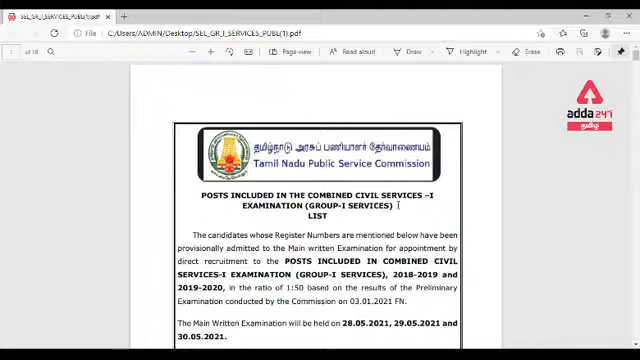 SEL_GR_I_SERVICES_PUBL(1).pdf
File
C:/Users/ADMIN/Desktop/SEL_GR_I_SERVICES_PUBL(1).pdf
1 of 16
Page view
Read aloud
Draw
Highlight
Erase
adda247
தமிழ்
தமிழ்நாடு அரசுப் பணியாளர் தேர்வாணையம்
Tamil Nadu Public Service Commission
POSTS INCLUDED IN THE COMBINED CIVIL SERVICES -I
EXAMINATION (GROUP-I SERVICES)
LIST
The candidates whose Register Numbers are mentioned below have been
provisionally admitted to the Main written Examination for appointment by
direct recruitment to the POSTS INCLUDED IN COMBINED CIVIL
SERVICES-I EXAMINATION (GROUP-I SERVICES), 2018-2019 and
2019-2020, in the ratio of 1:50 based on the results of the Preliminary
Examination conducted by the Commission on 03.01.2021 FN.
The Main Written Examination will be held on 28.05.2021, 29.05.2021 and
30.05.2021.